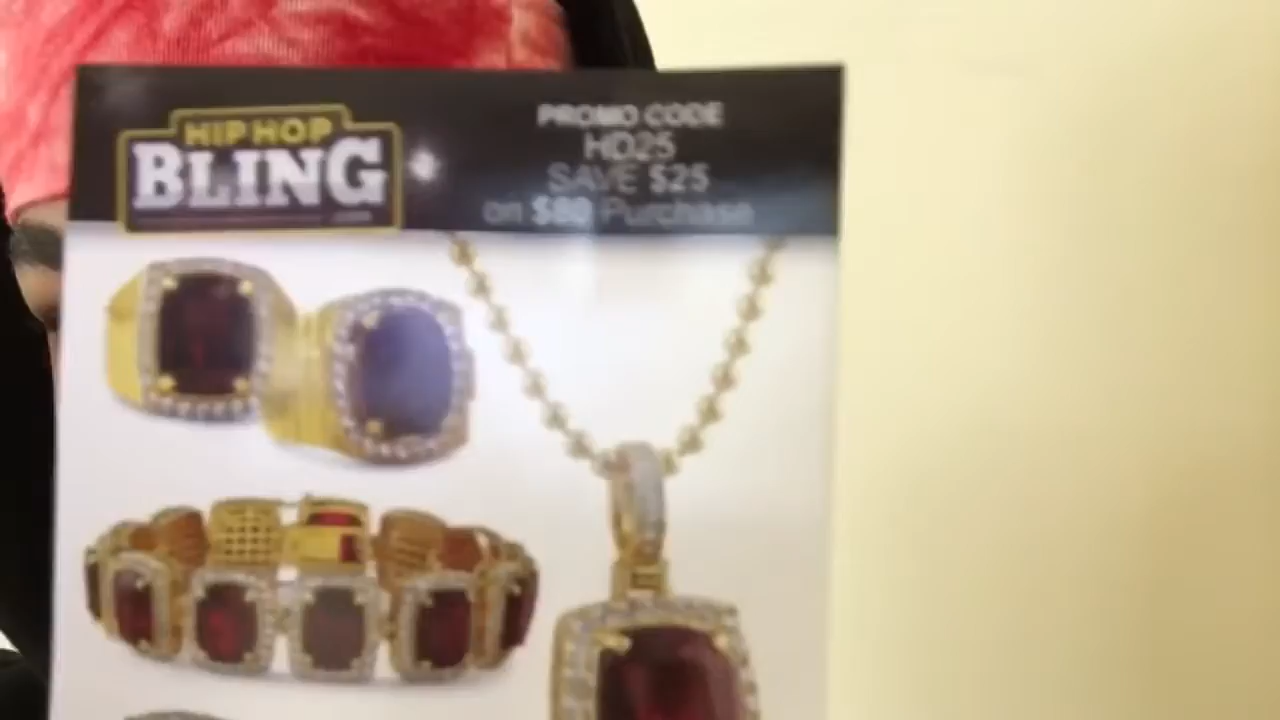 HIP HOP
BLING
PROMO CODE
HD25
SAVE $25
on $80 Purchase